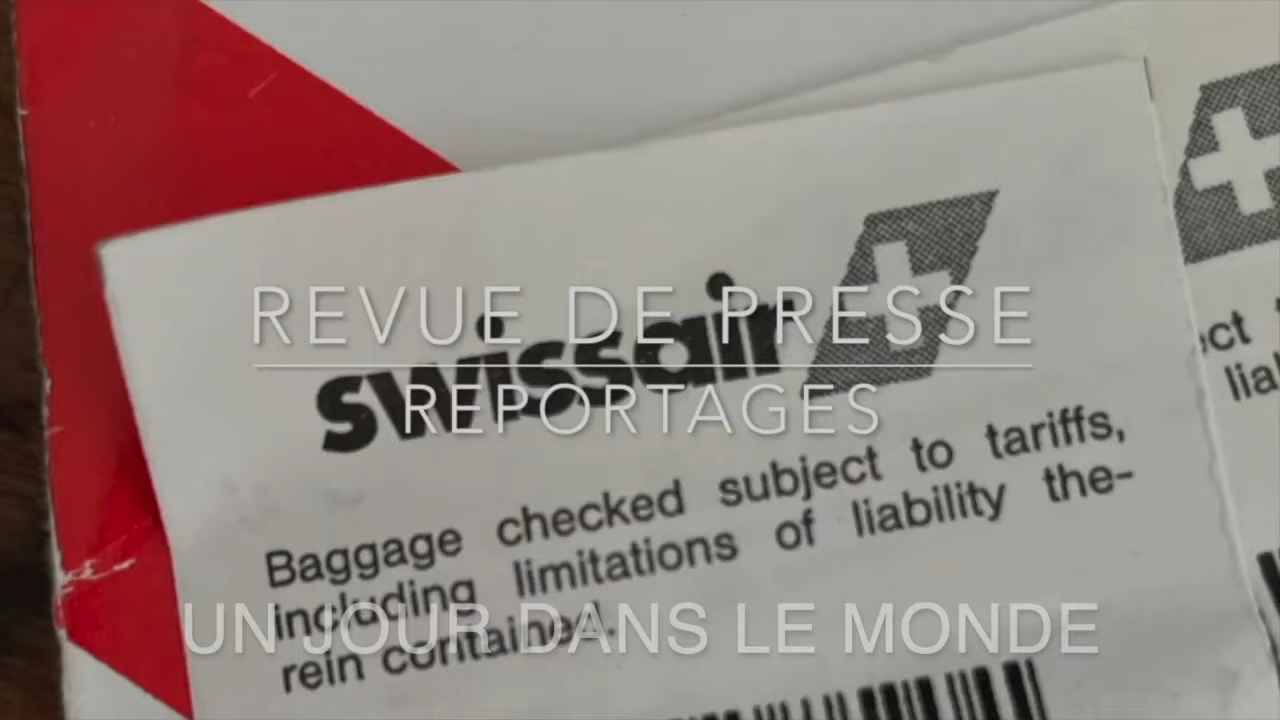 REVUE DE PRESSE
swissair
REPORTAGES
Baggage checked subject to tariffs,
including limitations of liability the-
rein contained.
UN JOUR DANS LE MONDE
ct
lia